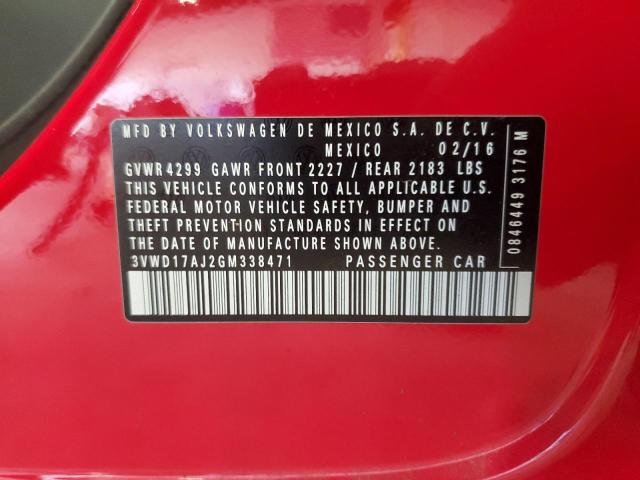 MFD BY VOLKSWAGEN DE MEXICO S.A. DE C.V.
MEXICO 02/16
GVWR 4299 GAWR FRONT 2227 / REAR 2183 LBS
THIS VEHICLE CONFORMS TO ALL APPLICABLE U.S.
FEDERAL MOTOR VEHICLE SAFETY, BUMPER AND
THEFT PREVENTION STANDARDS IN EFFECT ON
THE DATE OF MANUFACTURE SHOWN ABOVE.
3VWD17AJ2GM338471 PASSENGER CAR
0846449 3176 M